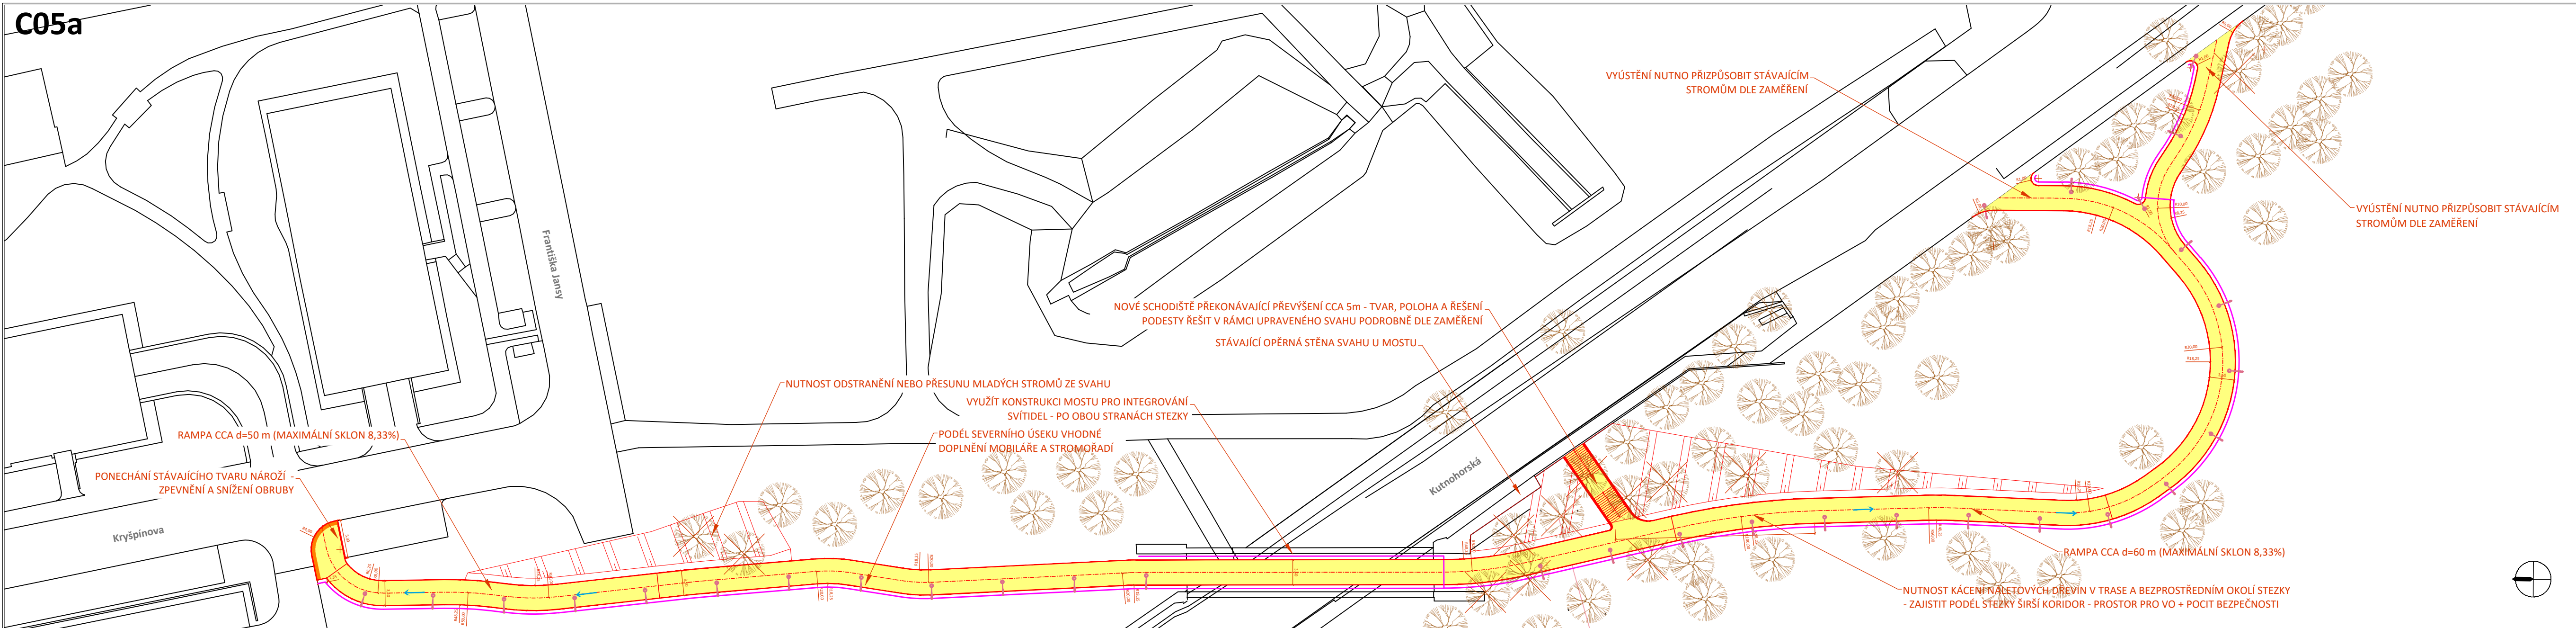 C05a
VYÚSTĚNÍ NUTNO PŘIZPŮSOBIT STÁVAJÍCÍM
STROMŮM DLE ZAMĚŘENÍ
VYÚSTĚNÍ NUTNO PŘIZPŮSOBIT STÁVAJÍCÍM
STROMŮM DLE ZAMĚŘENÍ
Františka Jansy
NOVÉ SCHODIŠTĚ PŘEKONÁVAJÍCÍ PŘEVÝŠENÍ CCA 5m - TVAR, POLOHA A ŘEŠENÍ
PODESTY ŘEŠIT V RÁMCI UPRAVENÉHO SVAHU PODROBNĚ DLE ZAMĚŘENÍ
STÁVAJÍCÍ OPĚRNÁ STĚNA SVAHU U MOSTU
NUTNOST ODSTRANĚNÍ NEBO PŘESUNU MLADÝCH STROMŮ ZE SVAHU
VYUŽÍT KONSTRUKCI MOSTU PRO INTEGROVÁNÍ
SVÍTIDEL - PO OBOU STRANÁCH STEZKY
PODÉL SEVERNÍHO ÚSEKU VHODNÉ
DOPLNĚNÍ MOBILÁŘE A STROMOŘADÍ
RAMPA CCA d=50 m (MAXIMÁLNÍ SKLON 8,33%)
PONECHÁNÍ STÁVAJÍCÍHO TVARU NÁROŽÍ -
ZPEVNĚNÍ A SNÍŽENÍ OBRUBY
Kutnohorská
Kryšpínova
RAMPA CCA d=60 m (MAXIMÁLNÍ SKLON 8,33%)
NUTNOST KÁCENÍ NÁLETOVÝCH DŘEVIN V TRASE A BEZPROSTŘEDNÍM OKOLÍ STEZKY
- ZAJISTIT PODÉL STEZKY ŠIRŠÍ KORIDOR - PROSTOR PRO VO + POCIT BEZPEČNOSTI